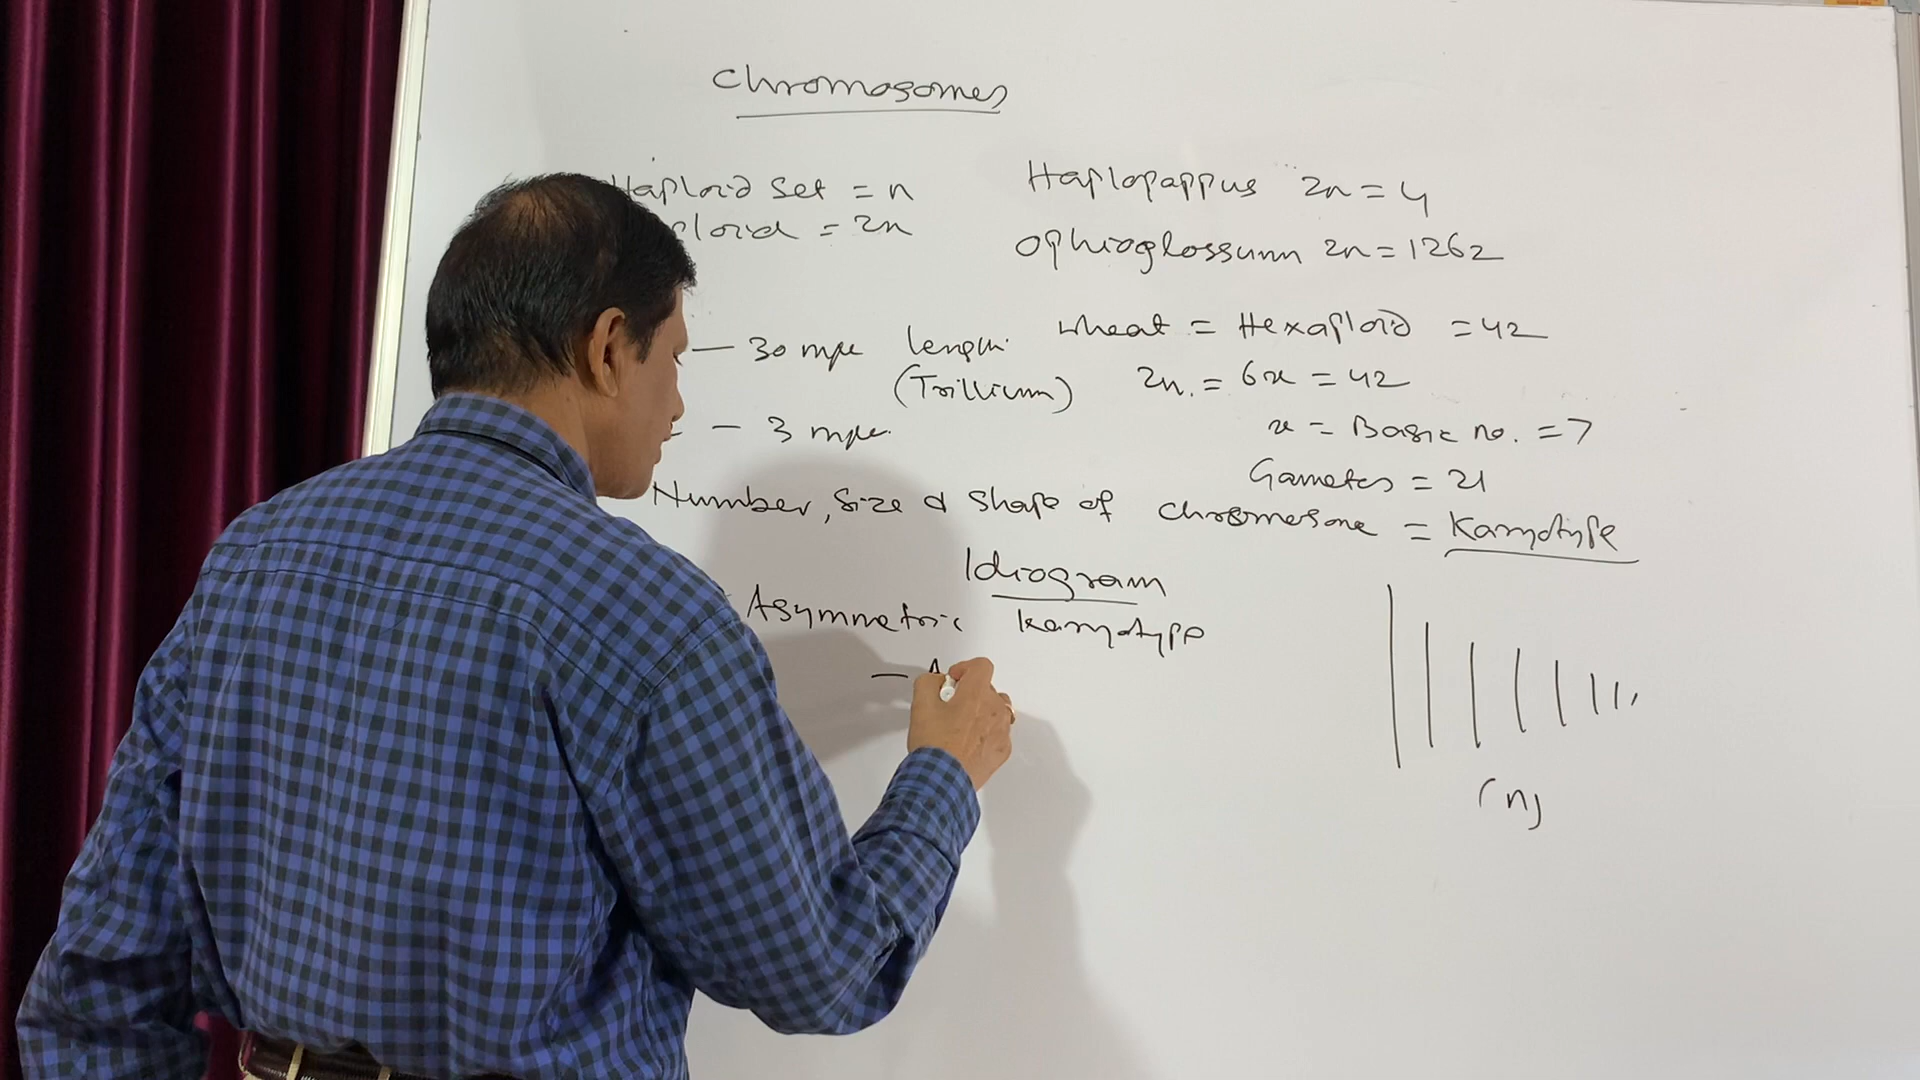 Chromosomes
Haploid set = n
ploid = 2n
Haplopappus 2n = 4
Ophioglossum 2n = 1262
— 30 mμ length
(Trillium)
— 3 mμ
Wheat = Hexaploid = 42
2n = 6x = 42
x = Basic no. = 7
Gametes = 21
Number, Size & Shape of Chromosome = Karyotype
Idiogram
Asymmetric karyotype
— A
(n)